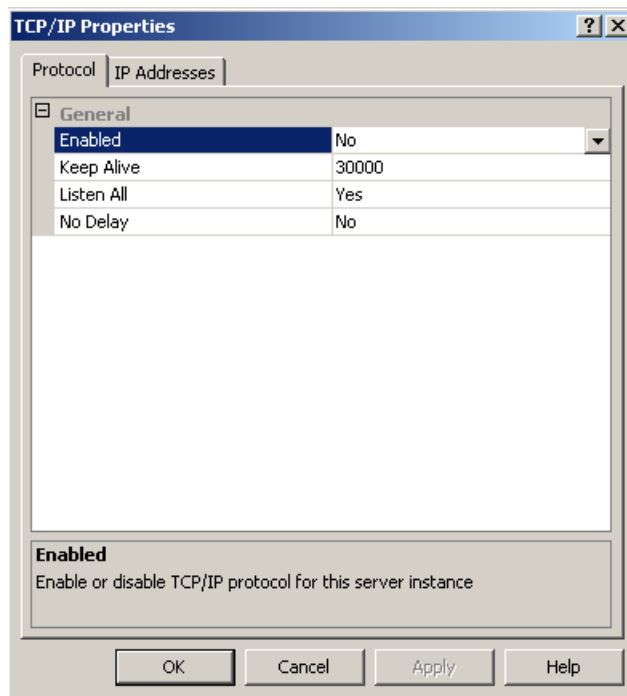 TCP/IP Properties
Protocol IP Addresses
General
Enabled No
Keep Alive 30000
Listen All Yes
No Delay No
Enabled
Enable or disable TCP/IP protocol for this server instance
OK Cancel Apply Help